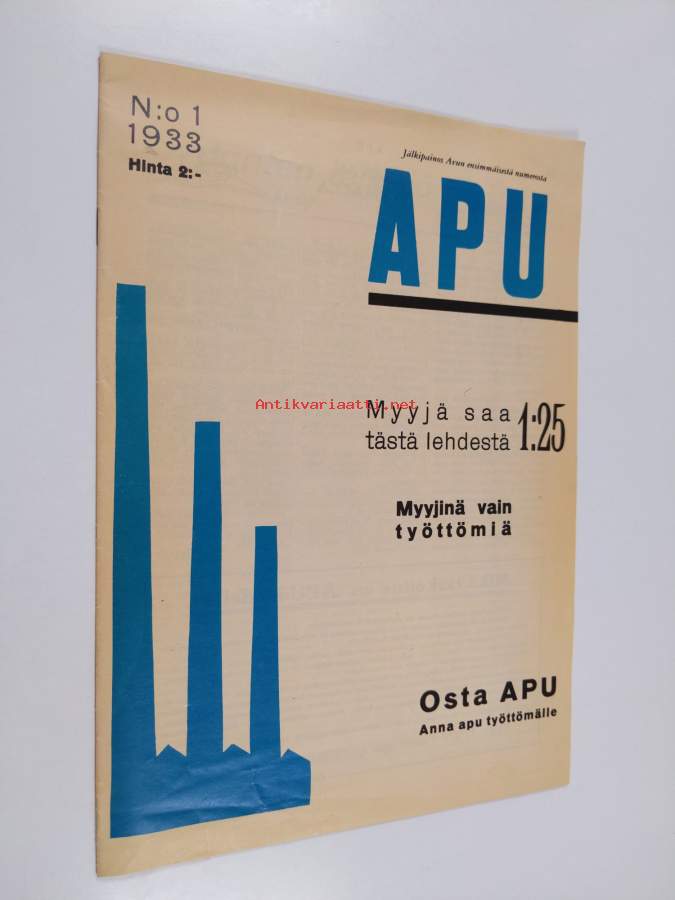 N:o 1
1933
Hinta 2:-
Jälkipainos Avun ensimmäisestä numerosta
APU
Antikvariaatti.net
Myyjä saa
tästä lehdestä 1:25
Myyjinä vain
työttömiä
Osta APU
Anna apu työttömälle